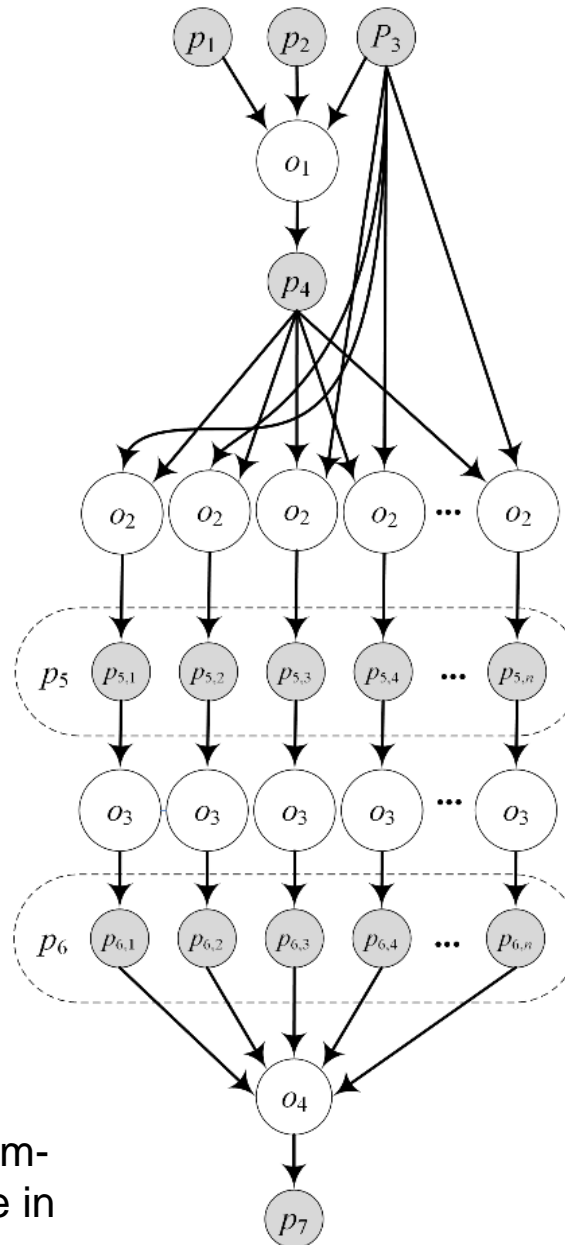 p1 p2 P3
o1
p4
o2 o2 o2 o2 ... o2
p5 p5,1 p5,2 p5,3 p5,4 ... p5,n
o3 o3 o3 o3 ... o3
p6 p6,1 p6,2 p6,3 p6,4 ... p6,n
o4
m-
e in
p7